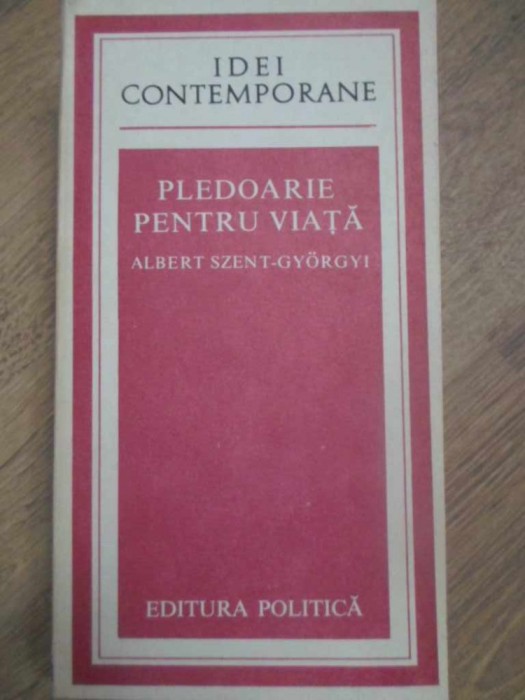 IDEI
CONTEMPORANE
PLEDOARIE
PENTRU VIAȚĂ
ALBERT SZENT-GYÖRGYI
EDITURA POLITICĂ